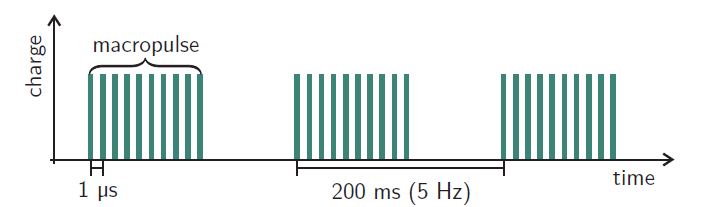 charge
macropulse
1 µs
200 ms (5 Hz)
time